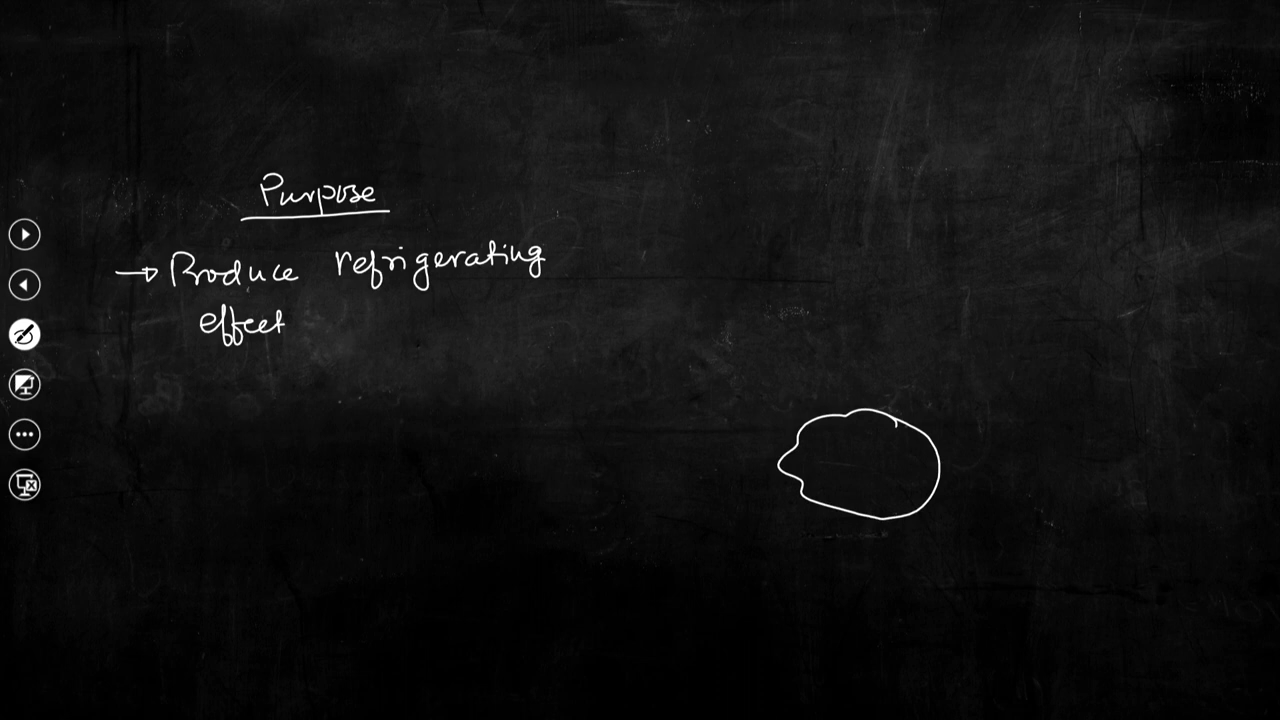 Purpose
→ Produce refrigerating
effect